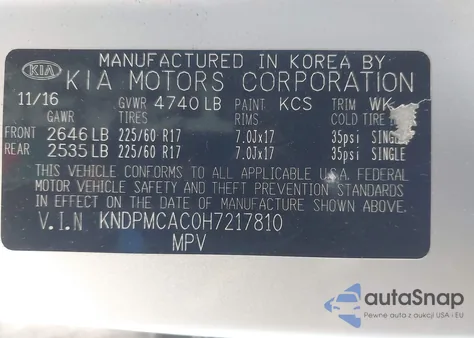 MANUFACTURED IN KOREA BY
KIA KIA MOTORS CORPORATION
11/16 GVWR 4740 LB PAINT KCS TRIM WK
GAWR TIRES RIMS COLD TIRE
FRONT 2646 LB 225/60 R17 7.0Jx17 35psi SINGLE
REAR 2535 LB 225/60 R17 7.0Jx17 35psi SINGLE
THIS VEHICLE CONFORMS TO ALL APPLICABLE U.S.A. FEDERAL
MOTOR VEHICLE SAFETY AND THEFT PREVENTION STANDARDS
IN EFFECT ON THE DATE OF MANUFACTURE SHOWN ABOVE.
V.I.N KNDPMCAC0H7217810
MPV
autoSnap
Pewne auta z aukcji USA i EU